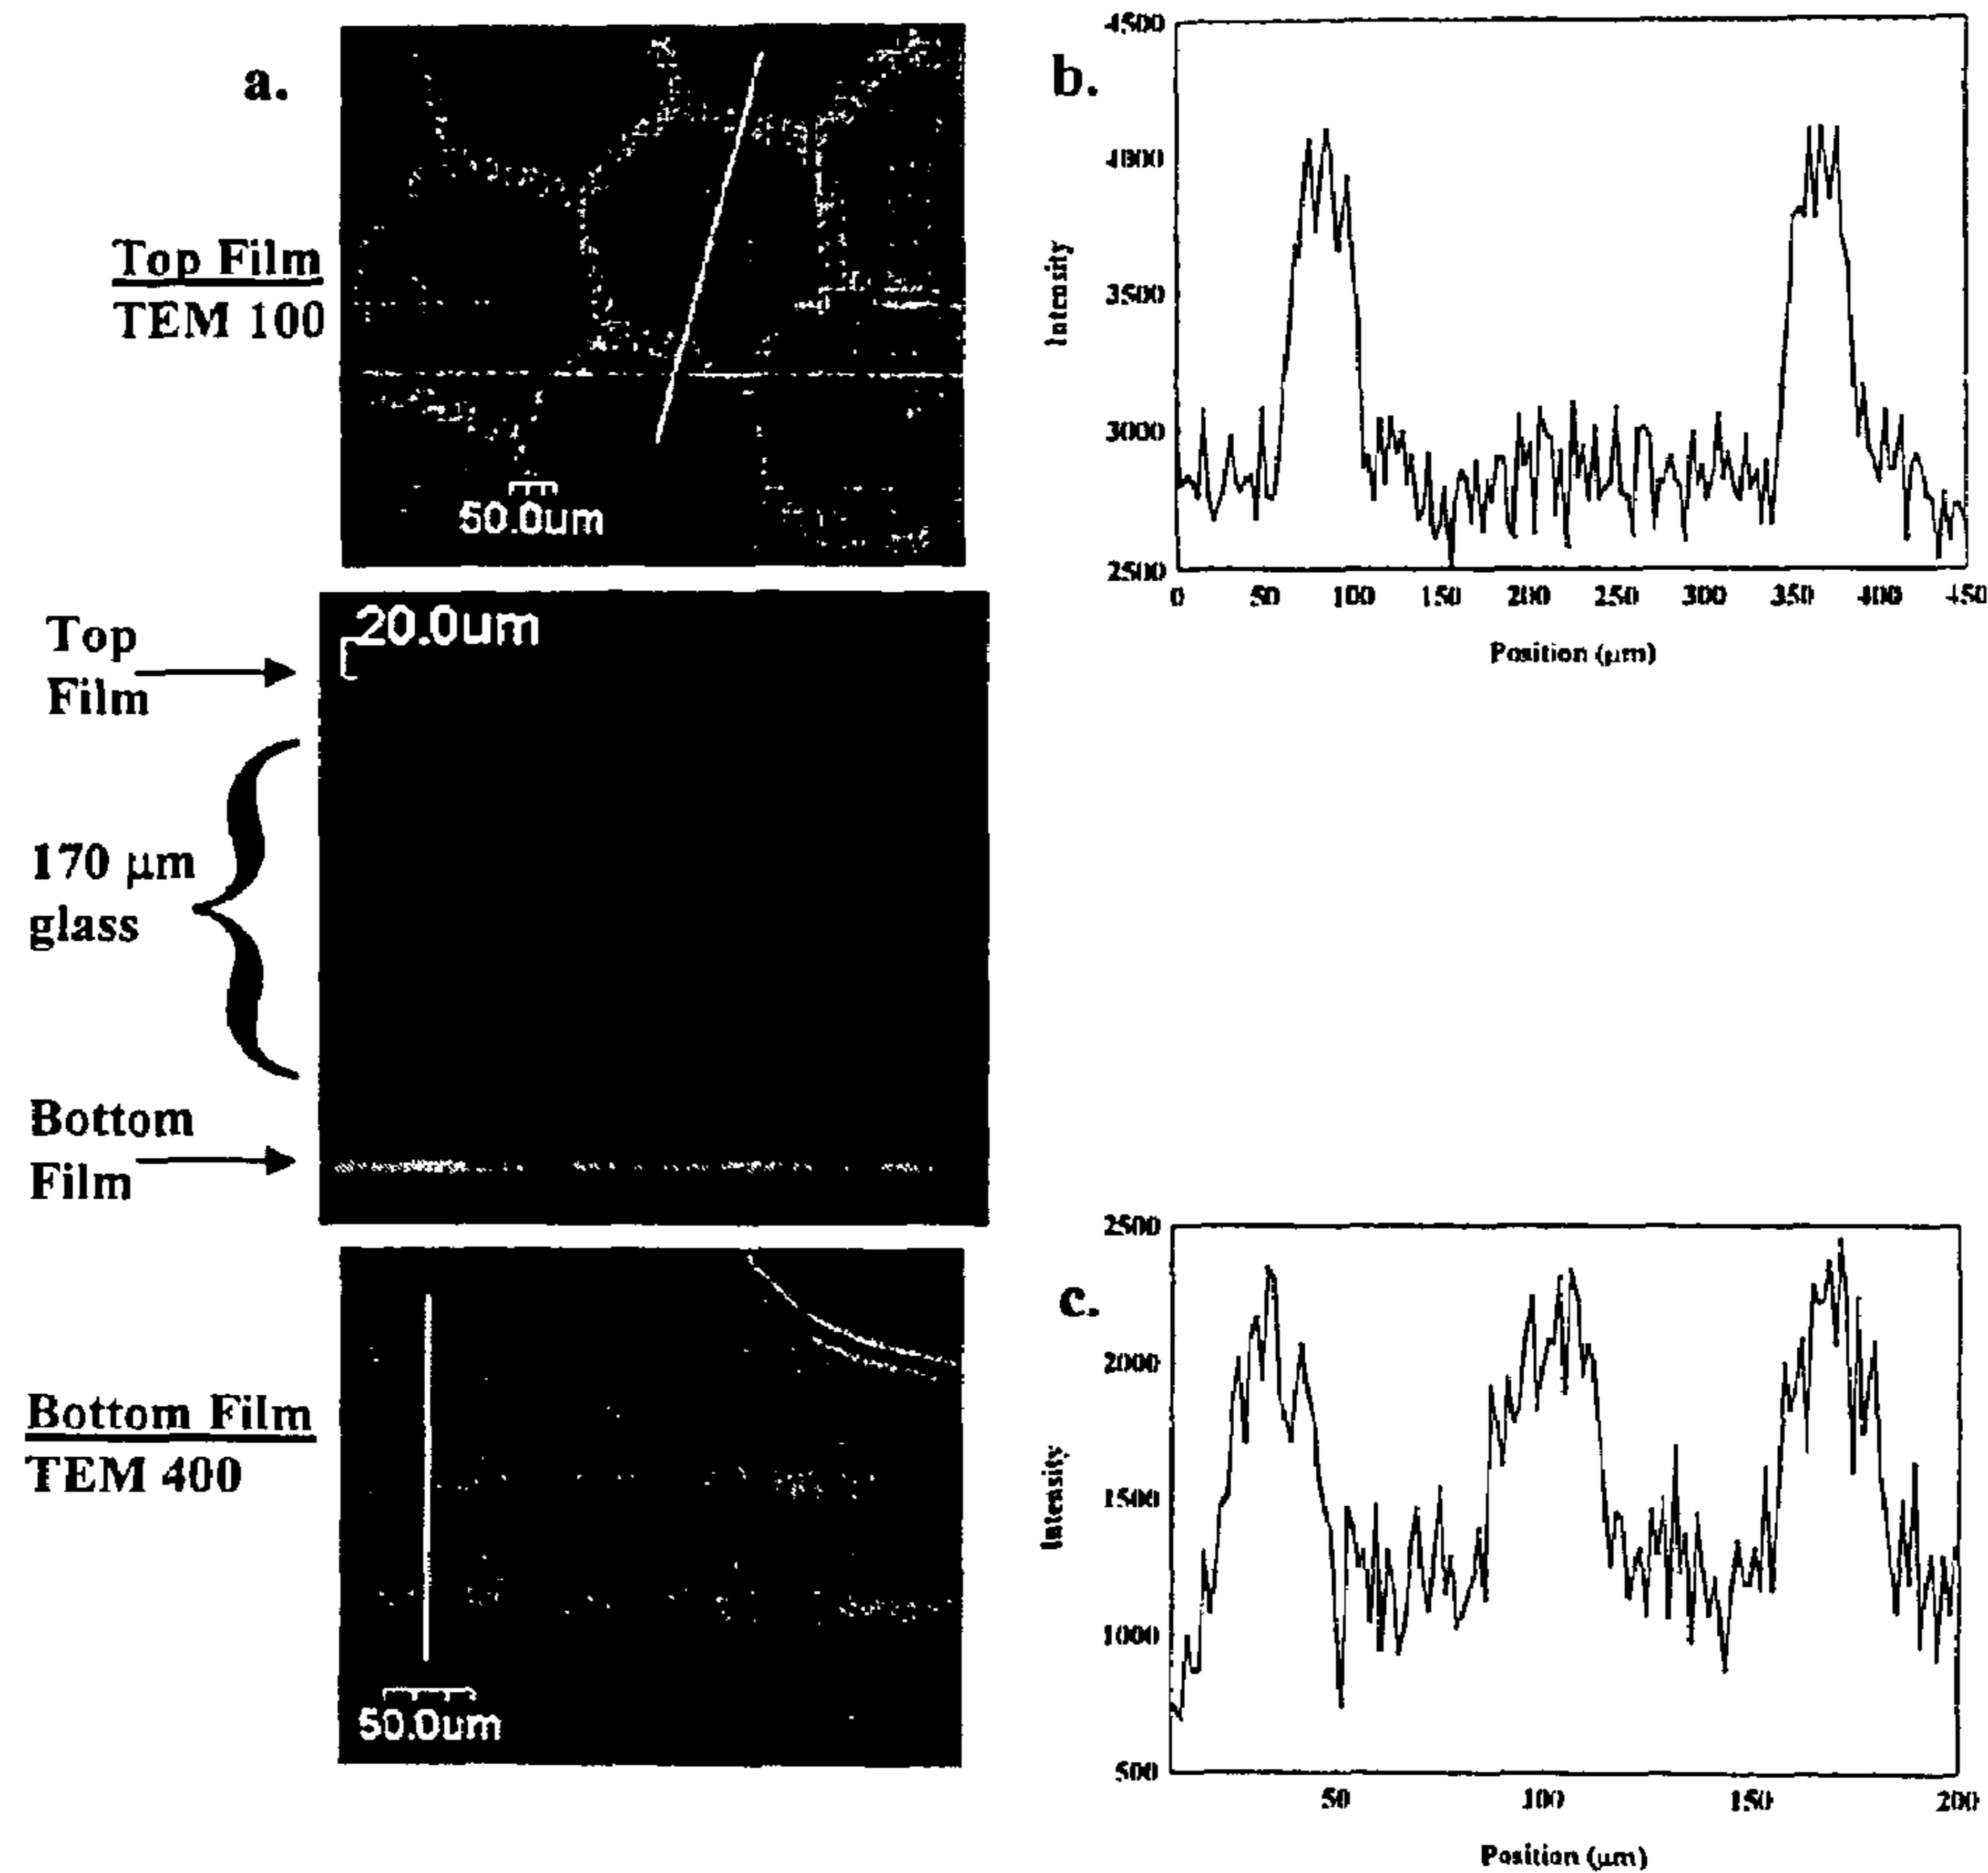 a.
Top Film
TEM 100
50.0um
b.
4500
4000
3500
3000
2500
Intensity
0 50 100 150 200 250 300 350 400 450
Position (μm)
Top
Film
20.0um
170 μm
glass
Bottom
Film
Bottom Film
TEM 400
50.0um
c.
2500
2000
1500
1000
500
Intensity
50 100 150 200
Position (μm)